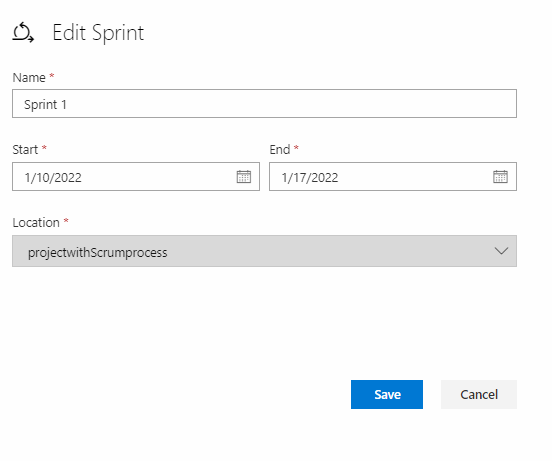 Edit Sprint
Name *
Sprint 1
Start * End *
1/10/2022 1/17/2022
Location *
projectwithScrumprocess
Save Cancel